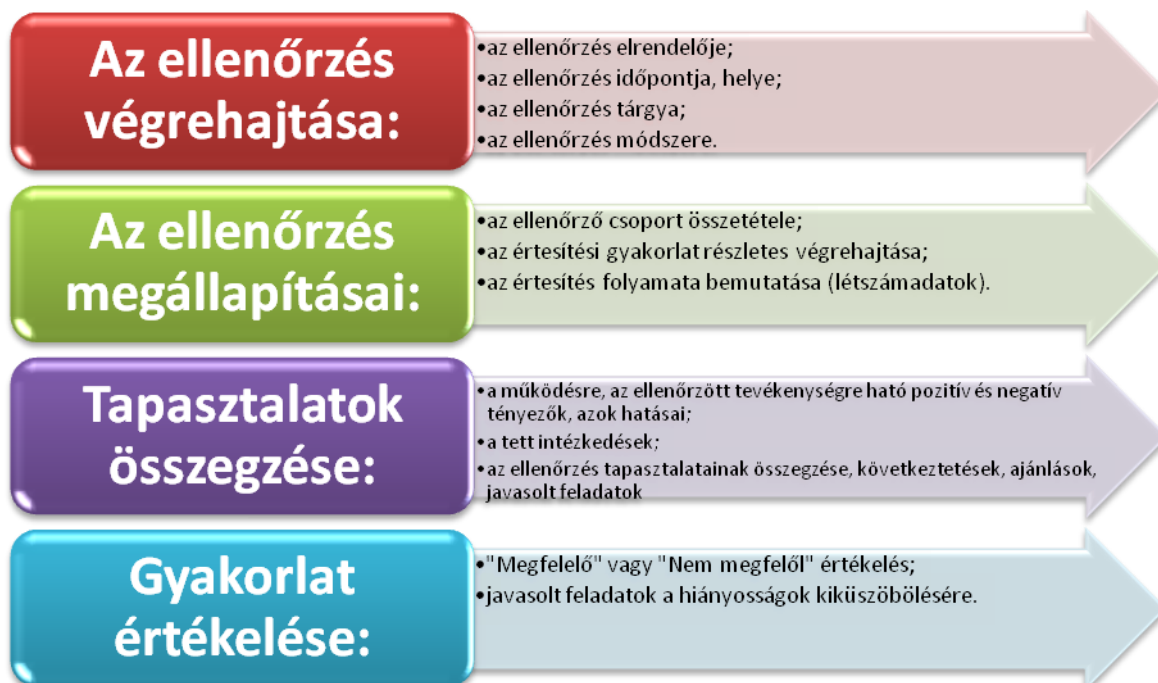 Az ellenőrzés
végrehajtása:
•az ellenőrzés elrendelője;
•az ellenőrzés időpontja, helye;
•az ellenőrzés tárgya;
•az ellenőrzés módszere.
Az ellenőrzés
megállapításai:
•az ellenőrző csoport összetétele;
•az értesítési gyakorlat részletes végrehajtása;
•az értesítés folyamata bemutatása (létszámadatok).
Tapasztalatok
összegzése:
•a működésre, az ellenőrzött tevékenységre ható pozitív és negatív
tényezők, azok hatásai;
•a tett intézkedések;
•az ellenőrzés tapasztalatainak összegzése, következtetések, ajánlások,
javasolt feladatok
Gyakorlat
értékelése:
•"Megfelelő" vagy "Nem megfelől" értékelés;
•javasolt feladatok a hiányosságok kiküszöbölésére.